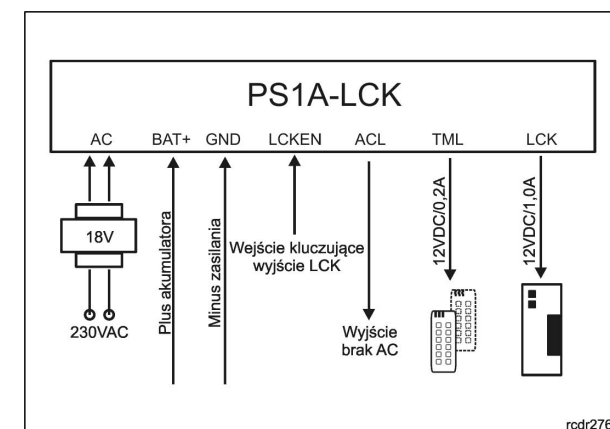 PS1A-LCK
AC BAT+ GND LCKEN ACL TML LCK
18V
230VAC
Plus akumulatora
Minus zasilania
Wejście kluczujące
wyjście LCK
Wyjście
brak AC
12VDC/0,2A
12VDC/1,0A
rcdr276